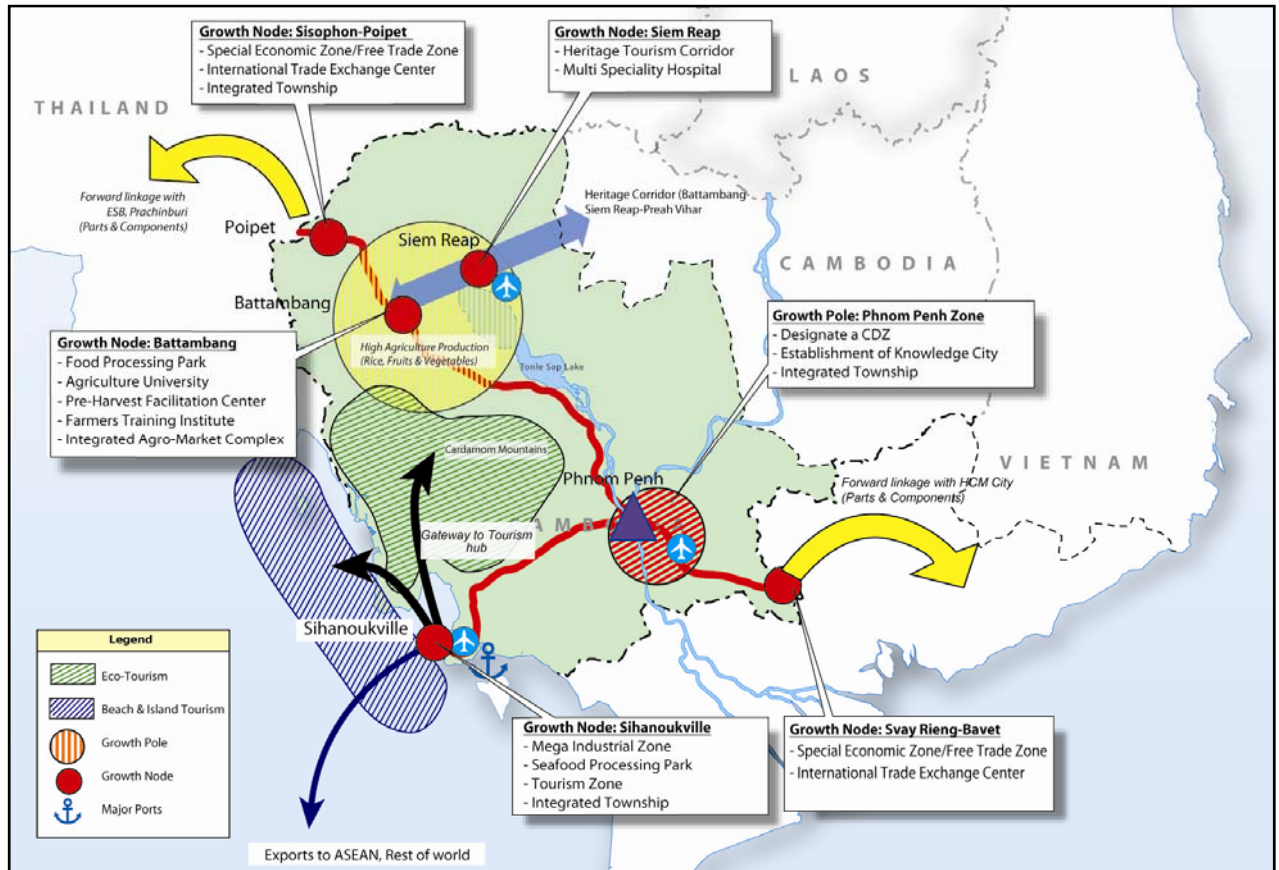 Growth Node: Sisophon-Poipet
- Special Economic Zone/Free Trade Zone
- International Trade Exchange Center
- Integrated Township
Growth Node: Siem Reap
- Heritage Tourism Corridor
- Multi Speciality Hospital
LAOS
THAILAND
Forward linkage with
ESB, Prachinburi
(Parts & Components)
Poipet
Heritage Corridor (Battambang-
Siem Reap-Preah Vihar
Siem Reap
CAMBODIA
Battambang
Growth Pole: Phnom Penh Zone
- Designate a CDZ
- Establishment of Knowledge City
- Integrated Township
Growth Node: Battambang
- Food Processing Park
- Agriculture University
- Pre-Harvest Facilitation Center
- Farmers Training Institute
- Integrated Agro-Market Complex
High Agriculture Production
(Rice, Fruits & Vegetables)
Tonle Sap Lake
Cardamom Mountains
Phnom Penh
VIETNAM
Forward linkage with HCM City
(Parts & Components)
Gateway to Tourism
hub
Sihanoukville
Legend
Eco-Tourism
Beach & Island Tourism
Growth Pole
Growth Node
Major Ports
Growth Node: Sihanoukville
- Mega Industrial Zone
- Seafood Processing Park
- Tourism Zone
- Integrated Township
Growth Node: Svay Rieng-Bavet
- Special Economic Zone/Free Trade Zone
- International Trade Exchange Center
Exports to ASEAN, Rest of world